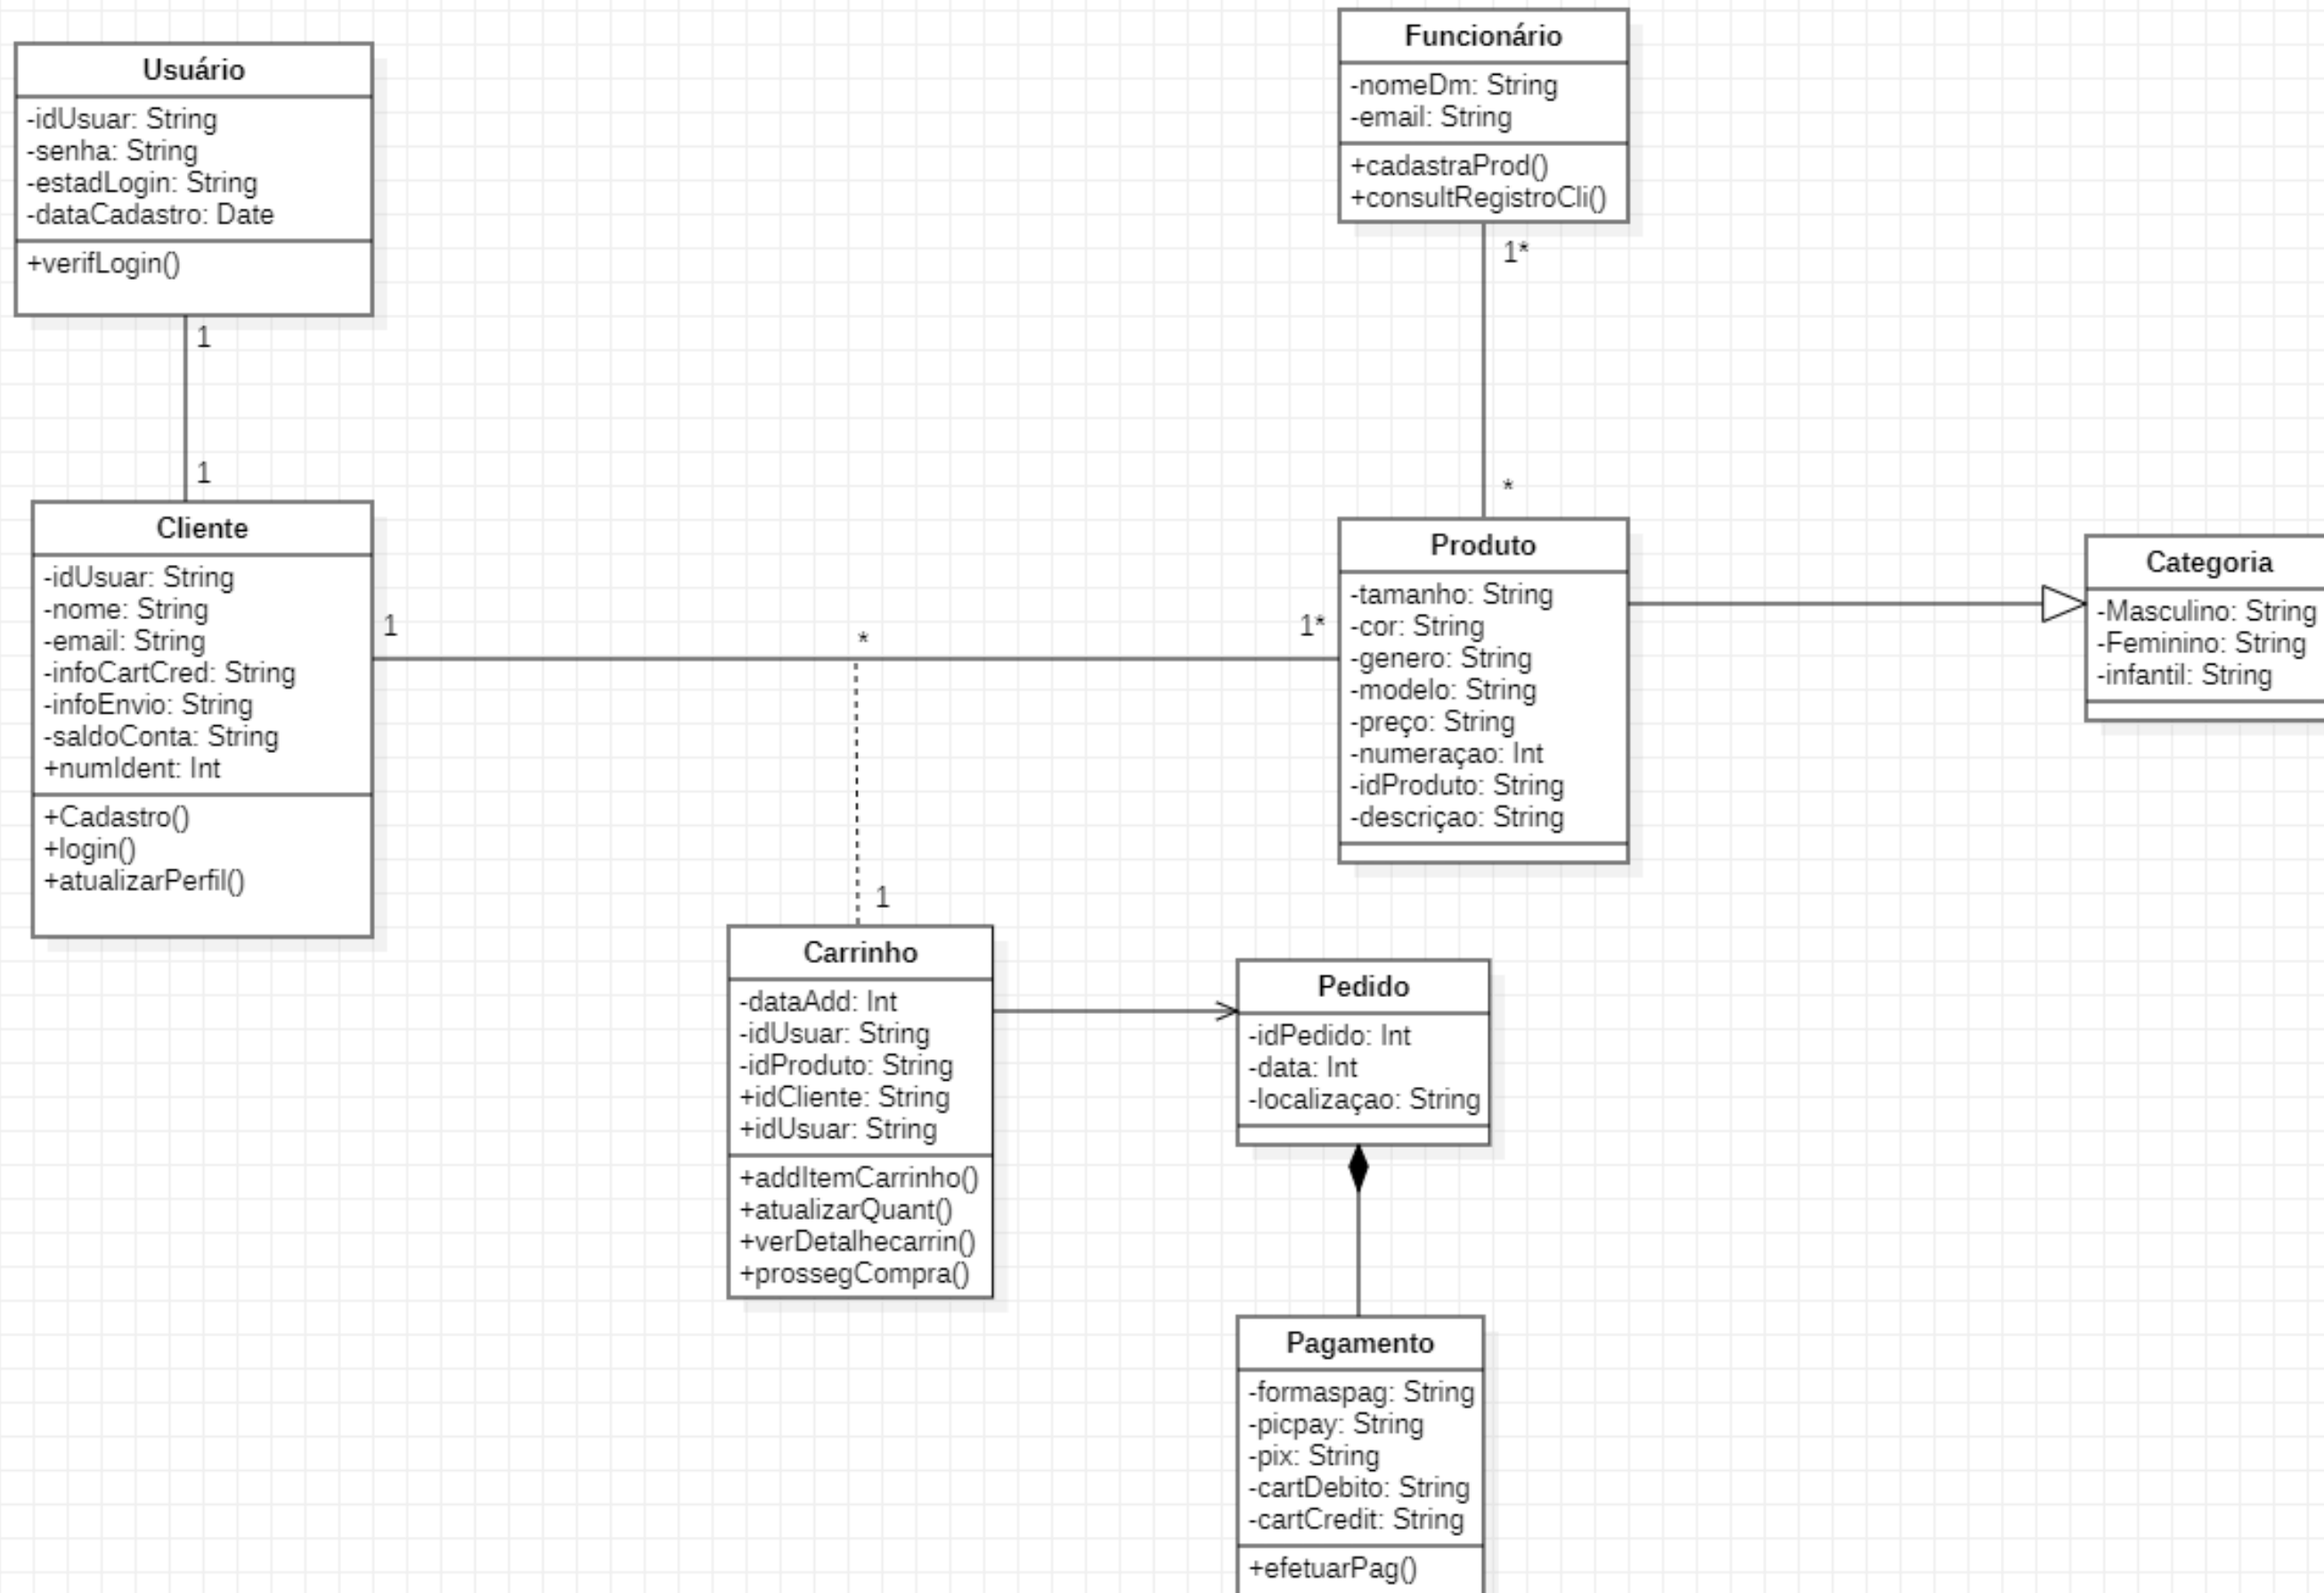 Usuário
-idUsuar: String
-senha: String
-estadLogin: String
-dataCadastro: Date
+verifLogin()
1
1
Funcionário
-nomeDm: String
-email: String
+cadastraProd()
+consultRegistroCli()
1*
*
Cliente
-idUsuar: String
-nome: String
-email: String
-infoCartCred: String
-infoEnvio: String
-saldoConta: String
+numIdent: Int
+Cadastro()
+login()
+atualizarPerfil()
1
*
1*
1
Produto
-tamanho: String
-cor: String
-genero: String
-modelo: String
-preço: String
-numeraçao: Int
-idProduto: String
-descriçao: String
Categoria
-Masculino: String
-Feminino: String
-infantil: String
Carrinho
-dataAdd: Int
-idUsuar: String
-idProduto: String
+idCliente: String
+idUsuar: String
+addItemCarrinho()
+atualizarQuant()
+verDetalhecarrin()
+prossegCompra()
Pedido
-idPedido: Int
-data: Int
-localizaçao: String
Pagamento
-formaspag: String
-picpay: String
-pix: String
-cartDebito: String
-cartCredit: String
+efetuarPag()